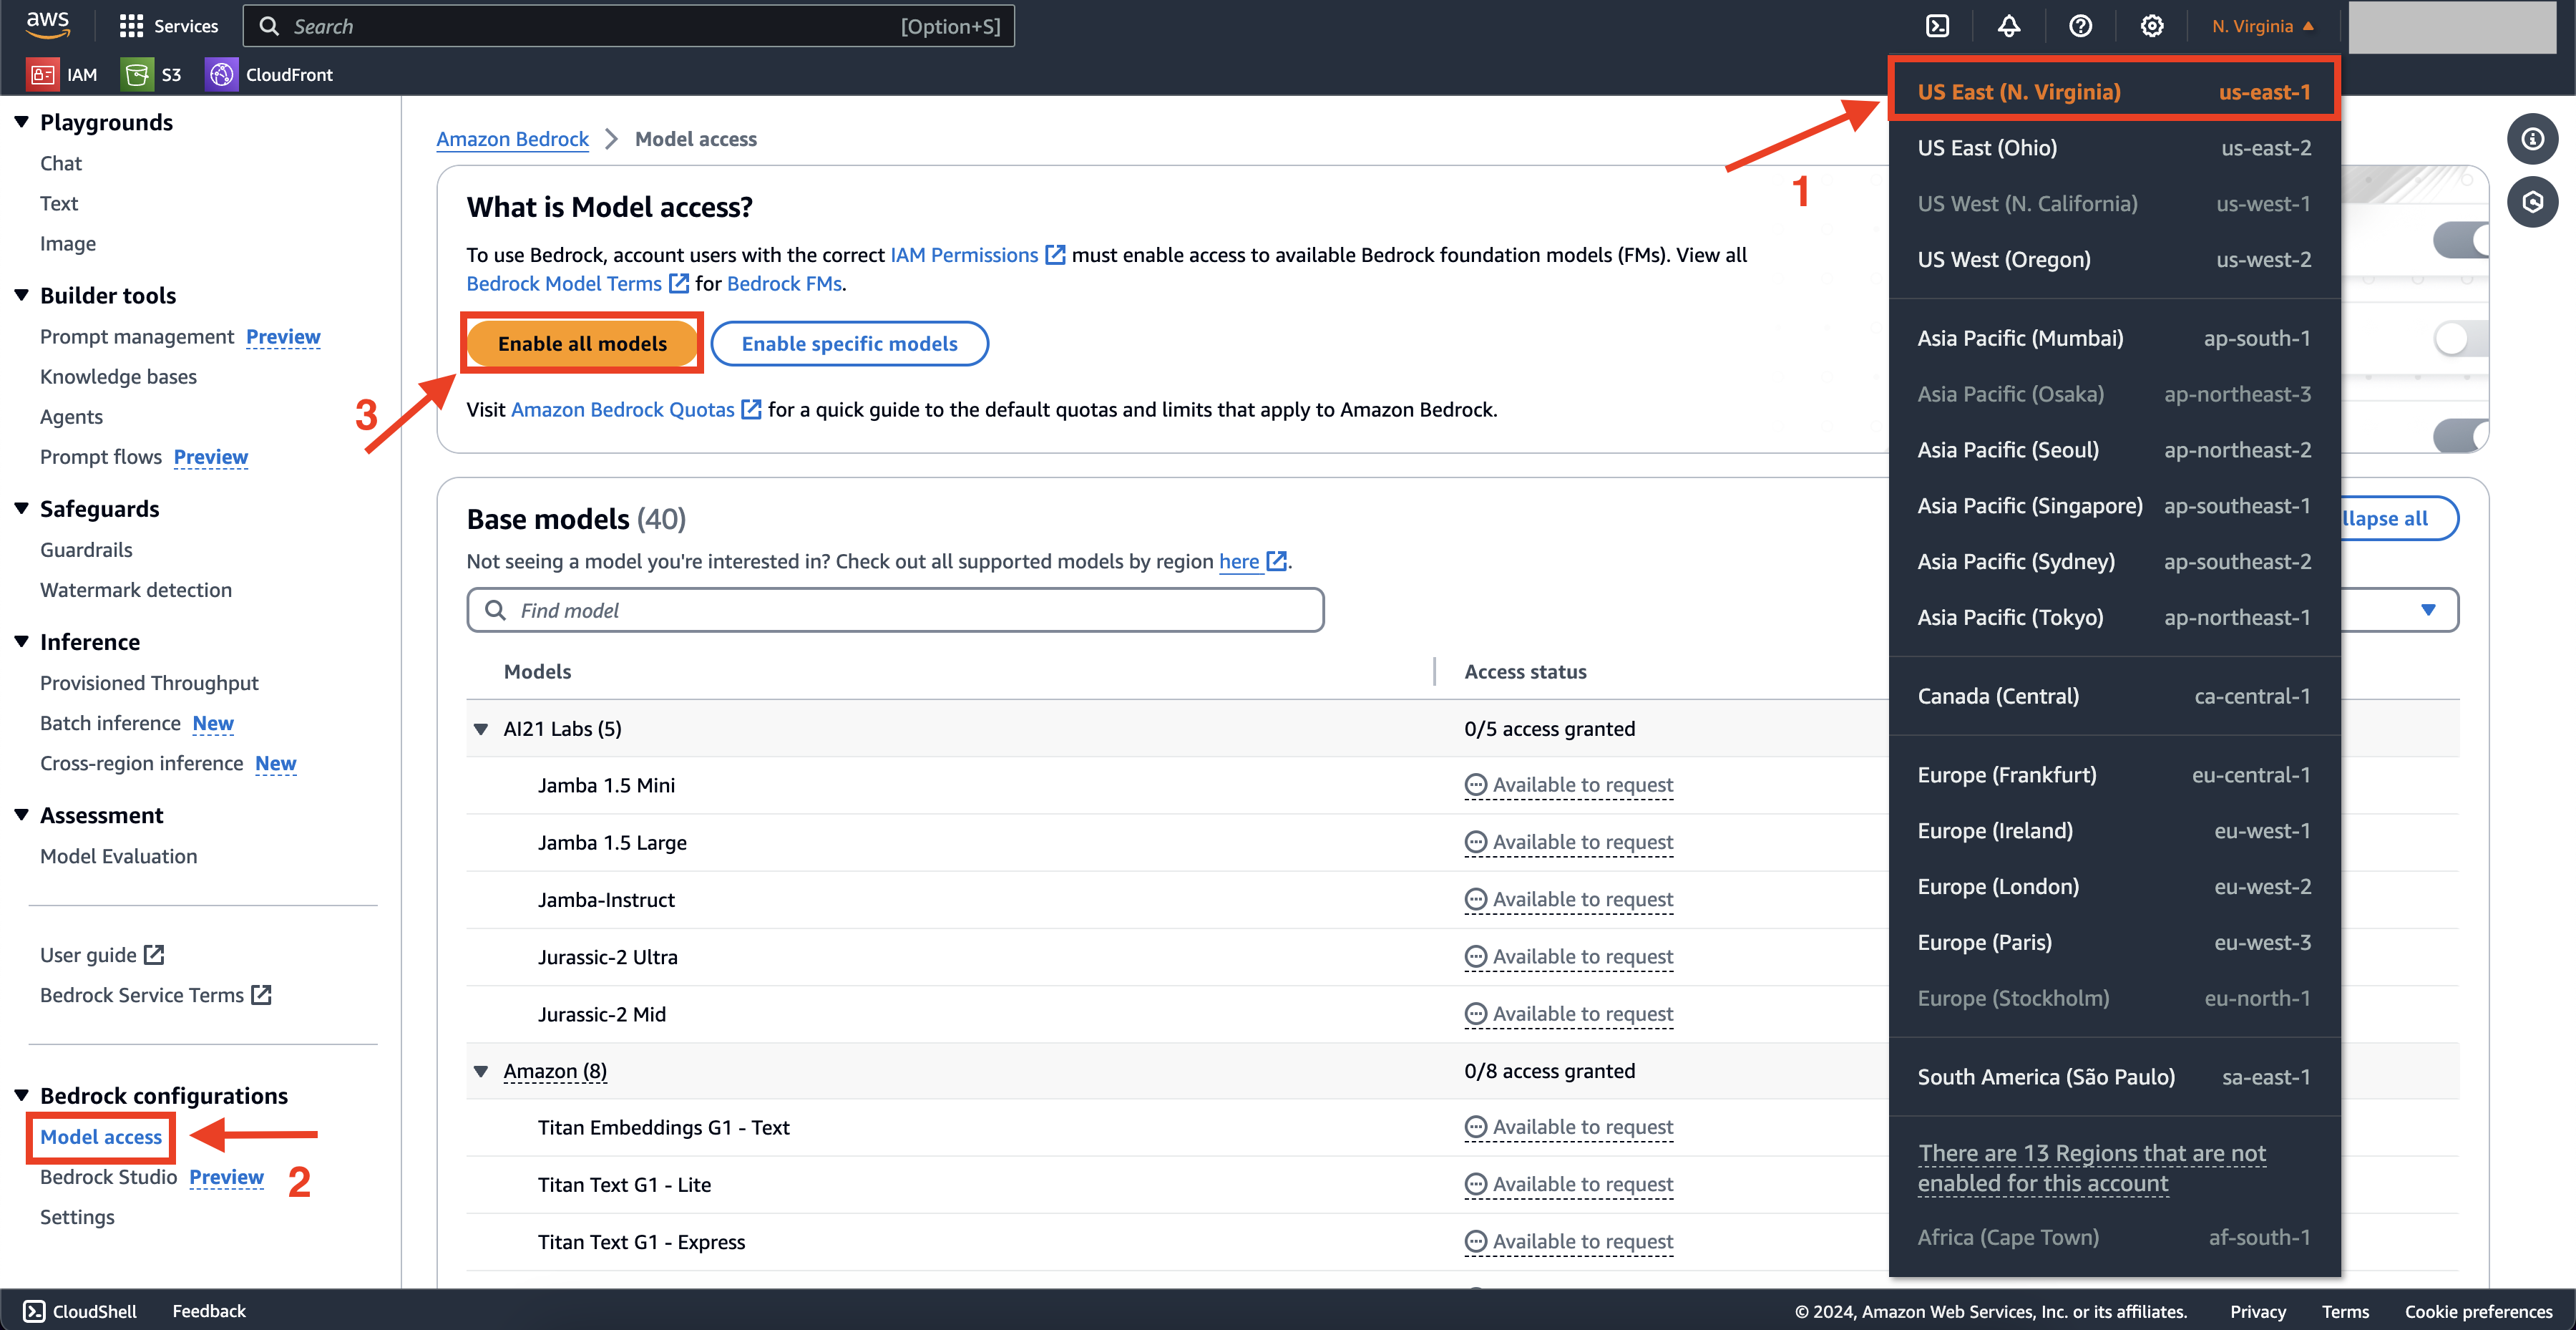 aws
Services
Search
[Option+S]
N. Virginia
IAM
S3
CloudFront
Playgrounds
Chat
Text
Image
Builder tools
Prompt management Preview
Knowledge bases
Agents
Prompt flows Preview
Safeguards
Guardrails
Watermark detection
Inference
Provisioned Throughput
Batch inference New
Cross-region inference New
Assessment
Model Evaluation
User guide
Bedrock Service Terms
Bedrock configurations
Model access
Bedrock Studio Preview
2
Settings
Amazon Bedrock
Model access
What is Model access?
To use Bedrock, account users with the correct IAM Permissions must enable access to available Bedrock foundation models (FMs). View all
Bedrock Model Terms for Bedrock FMs.
Enable all models
Enable specific models
3
Visit Amazon Bedrock Quotas for a quick guide to the default quotas and limits that apply to Amazon Bedrock.
Base models (40)
llapse all
Not seeing a model you're interested in? Check out all supported models by region here.
Find model
Models
Access status
AI21 Labs (5)
0/5 access granted
Jamba 1.5 Mini
Available to request
Jamba 1.5 Large
Available to request
Jamba-Instruct
Available to request
Jurassic-2 Ultra
Available to request
Jurassic-2 Mid
Available to request
Amazon (8)
0/8 access granted
Titan Embeddings G1 - Text
Available to request
Titan Text G1 - Lite
Available to request
Titan Text G1 - Express
Available to request
1
US East (N. Virginia) us-east-1
US East (Ohio) us-east-2
US West (N. California) us-west-1
US West (Oregon) us-west-2
Asia Pacific (Mumbai) ap-south-1
Asia Pacific (Osaka) ap-northeast-3
Asia Pacific (Seoul) ap-northeast-2
Asia Pacific (Singapore) ap-southeast-1
Asia Pacific (Sydney) ap-southeast-2
Asia Pacific (Tokyo) ap-northeast-1
Canada (Central) ca-central-1
Europe (Frankfurt) eu-central-1
Europe (Ireland) eu-west-1
Europe (London) eu-west-2
Europe (Paris) eu-west-3
Europe (Stockholm) eu-north-1
South America (São Paulo) sa-east-1
There are 13 Regions that are not
enabled for this account
Africa (Cape Town) af-south-1
CloudShell
Feedback
© 2024, Amazon Web Services, Inc. or its affiliates.
Privacy
Terms
Cookie preferences